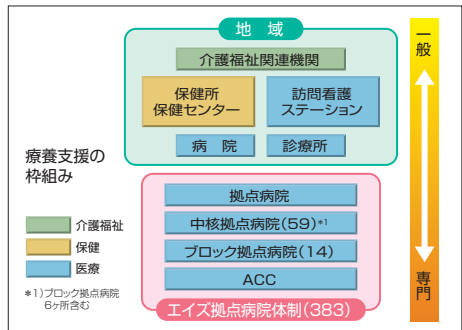 地 域
介護福祉関連機関
保健所
保健センター
訪問看護
ステーション
病 院
診療所
療養支援の
枠組み
介護福祉
保健
医療
*1)ブロック拠点病院
6ヶ所含む
拠点病院
中核拠点病院(59)*1
ブロック拠点病院(14)
ACC
エイズ拠点病院体制(383)
一般
専門